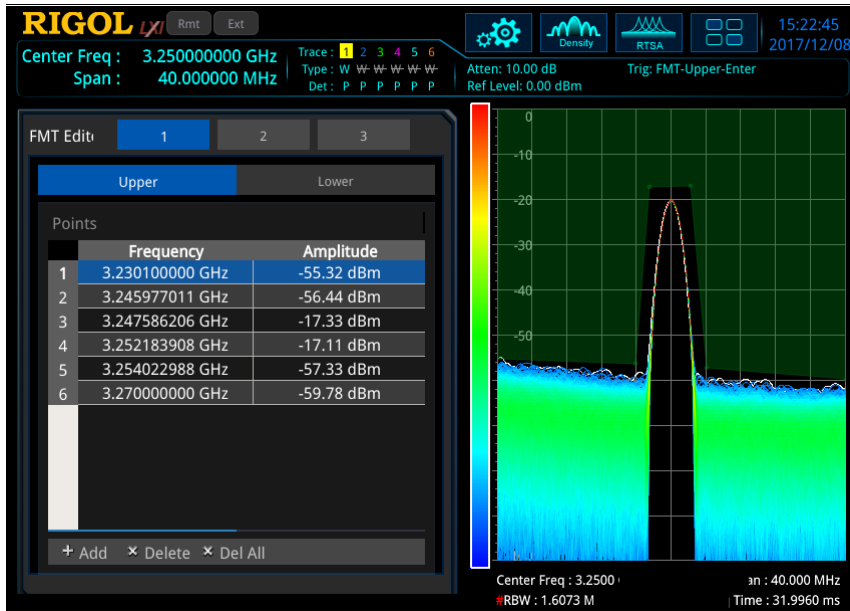 RIGOL LXI Rmt Ext
Center Freq : 3.250000000 GHz
Span : 40.000000 MHz
Trace : 1 2 3 4 5 6
Type : W W W W W W
Det : P P P P P P
Density
RTSA
15:22:45
2017/12/08
Atten: 10.00 dB Trig: FMT-Upper-Enter
Ref Level: 0.00 dBm
FMT Edit 1 2 3
Upper Lower
Points
Frequency Amplitude
1 3.230100000 GHz -55.32 dBm
2 3.245977011 GHz -56.44 dBm
3 3.247586206 GHz -17.33 dBm
4 3.252183908 GHz -17.11 dBm
5 3.254022988 GHz -57.33 dBm
6 3.270000000 GHz -59.78 dBm
+ Add × Delete × Del All
0
-10
-20
-30
-40
-50
Center Freq : 3.2500 an : 40.000 MHz
#RBW : 1.6073 M Time : 31.9960 ms